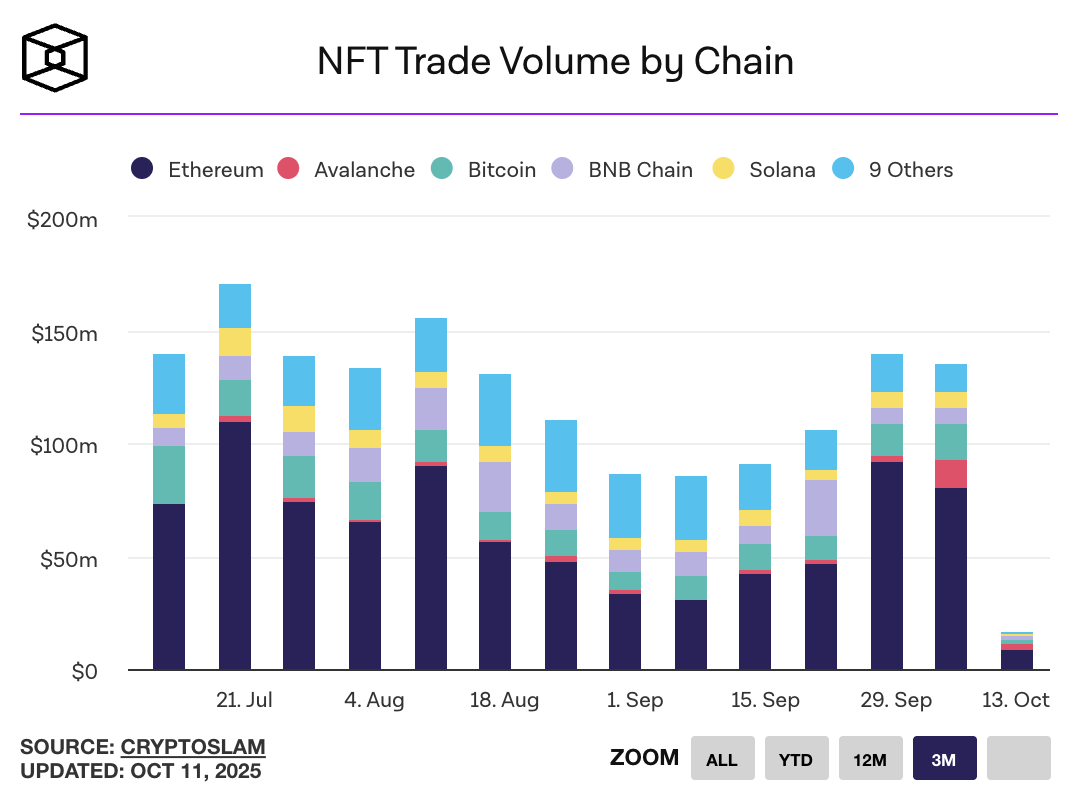 NFT Trade Volume by Chain
Ethereum Avalanche Bitcoin BNB Chain Solana 9 Others
$200m
$150m
$100m
$50m
$0
21. Jul 4. Aug 18. Aug 1. Sep 15. Sep 29. Sep 13. Oct
SOURCE: CRYPTOSLAM
UPDATED: OCT 11, 2025
ZOOM ALL YTD 12M 3M